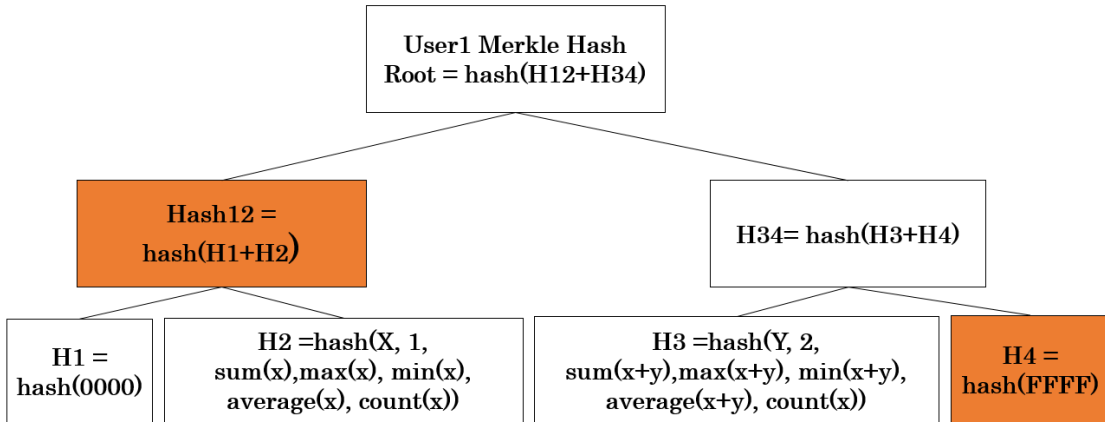 User1 Merkle Hash
Root = hash(H12+H34)
Hash12 =
hash(H1+H2)
H34= hash(H3+H4)
H1 =
hash(0000)
H2 =hash(X, 1,
sum(x),max(x), min(x),
average(x), count(x))
H3 =hash(Y, 2,
sum(x+y),max(x+y), min(x+y),
average(x+y), count(x))
H4 =
hash(FFFF)